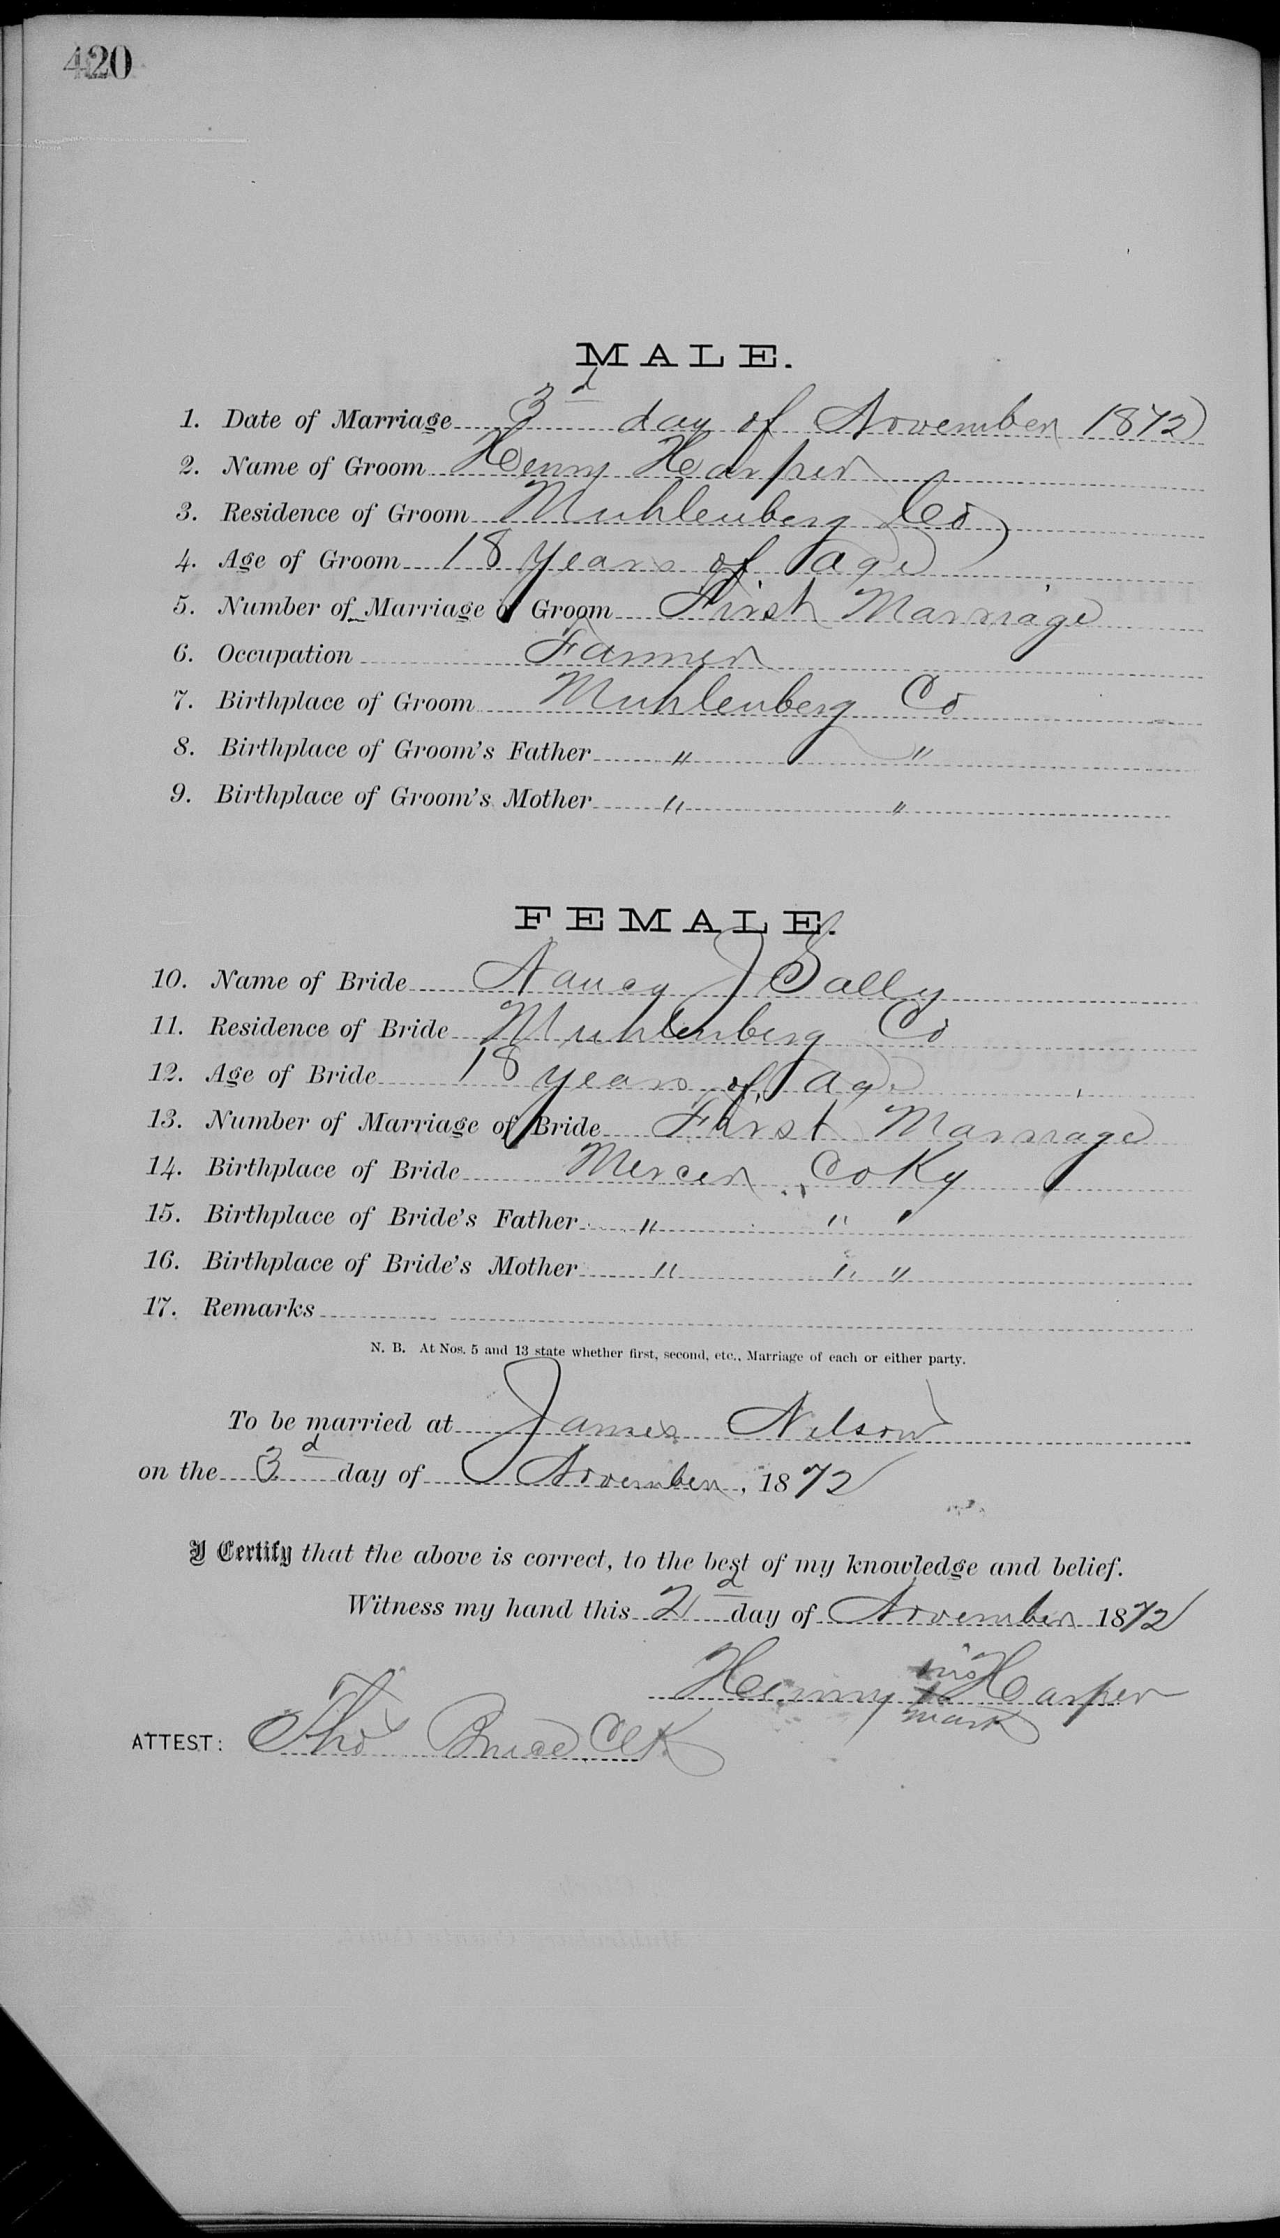 420
MALE.
1. Date of Marriage 3d day of November 1872
2. Name of Groom Henry Harper
3. Residence of Groom Muhlenberg Co
4. Age of Groom 18 years of age
5. Number of Marriage of Groom First Marriage
6. Occupation Farmer
7. Birthplace of Groom Muhlenberg Co
8. Birthplace of Groom's Father " "
9. Birthplace of Groom's Mother " "
FEMALE.
10. Name of Bride Nancy J Sally
11. Residence of Bride Muhlenberg Co
12. Age of Bride 18 years of age
13. Number of Marriage of Bride First Marriage
14. Birthplace of Bride Mercer Co Ky
15. Birthplace of Bride's Father " " "
16. Birthplace of Bride's Mother " " "
17. Remarks
N. B. At Nos. 5 and 13 state whether first, second, etc., Marriage of each or either party.
To be married at James Nelson
on the 3d day of November, 1872
I Certify that the above is correct, to the best of my knowledge and belief.
Witness my hand this 2d day of November 1872
Henry his x mark Harper
ATTEST: Thos Bruce Clk